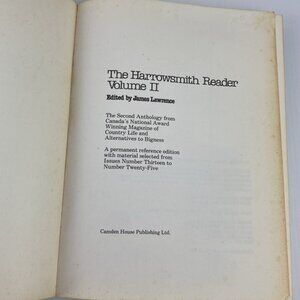 The Harrowsmith Reader
Volume II
Edited by James Lawrence
The Second Anthology from
Canada's National Award
Winning Magazine of
Country Life and
Alternatives to Bigness
A permanent reference edition
with material selected from
Issues Number Thirteen to
Number Twenty-Five
Camden House Publishing Ltd.